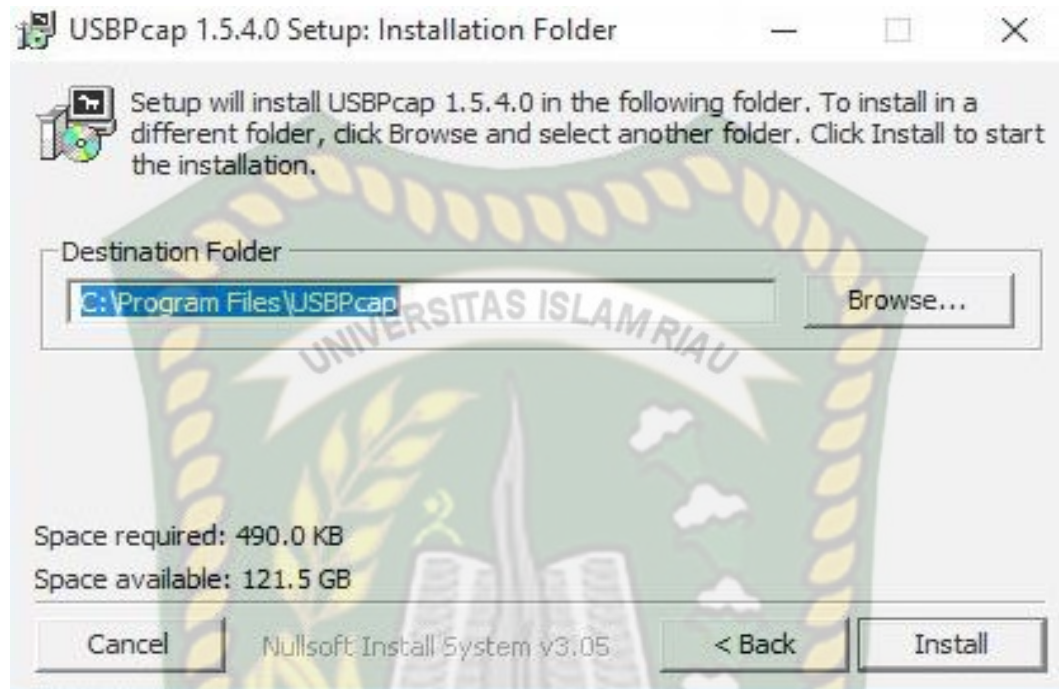 USBPcap 1.5.4.0 Setup: Installation Folder
Setup will install USBPcap 1.5.4.0 in the following folder. To install in a
different folder, click Browse and select another folder. Click Install to start
the installation.
Destination Folder
C:\Program Files\USBPcap
Browse...
UNIVERSITAS ISLAM RIAU
Space required: 490.0 KB
Space available: 121.5 GB
Cancel
Nullsoft Install System v3.05
< Back
Install